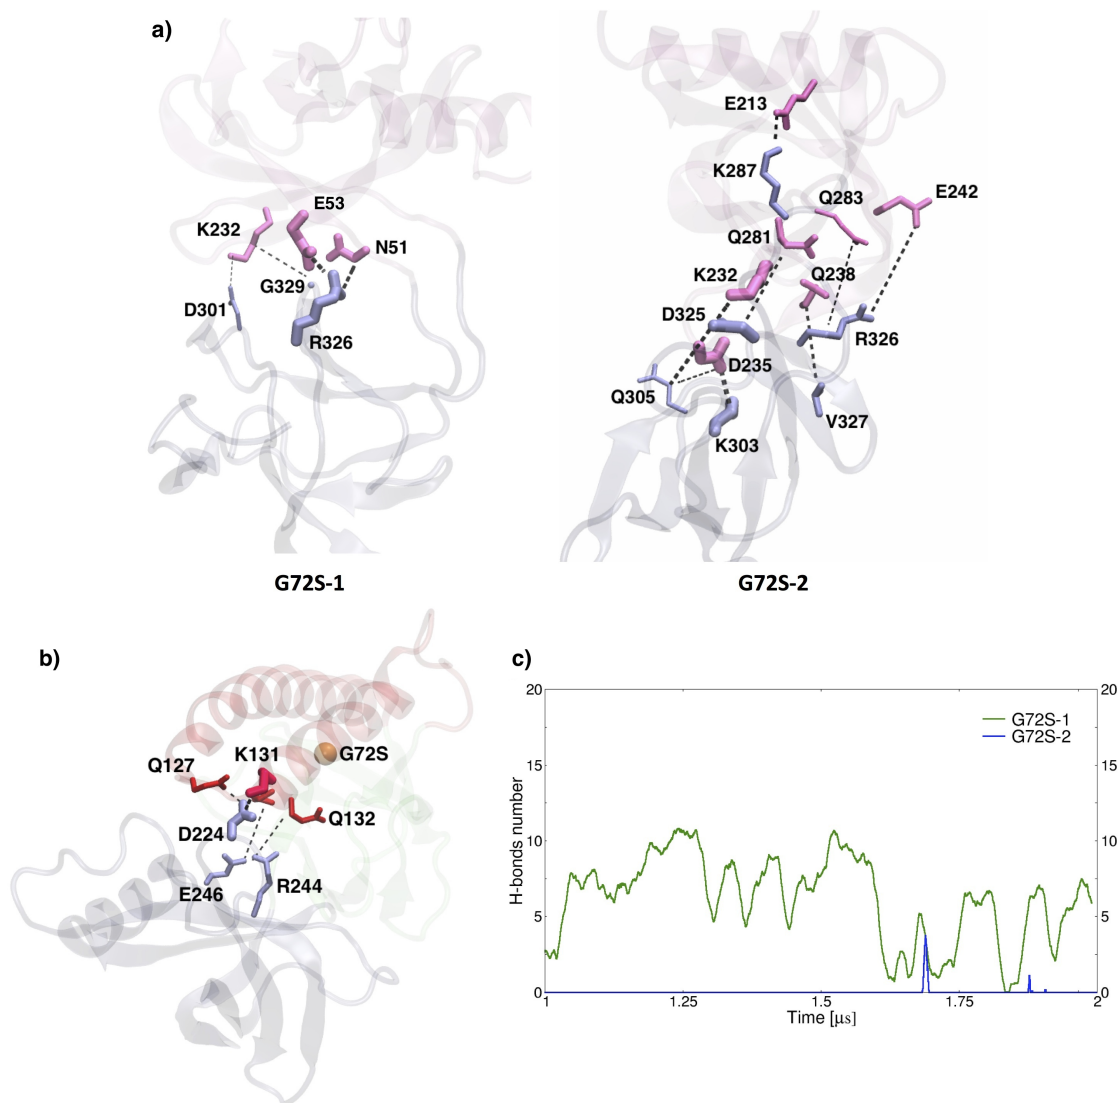 a)
E213
K287
Q283
E242
E53
K232
N51
Q281
G329
K232
Q238
D301
D325
R326
R326
D235
Q305
V327
K303
G72S-1
G72S-2
b)
c)
Q127
K131
G72S
Q132
D224
E246
R244
20
20
G72S-1
G72S-2
15
15
H-bonds number
10
10
5
5
0
0
1
1.25
1.5
1.75
2
Time [µs]